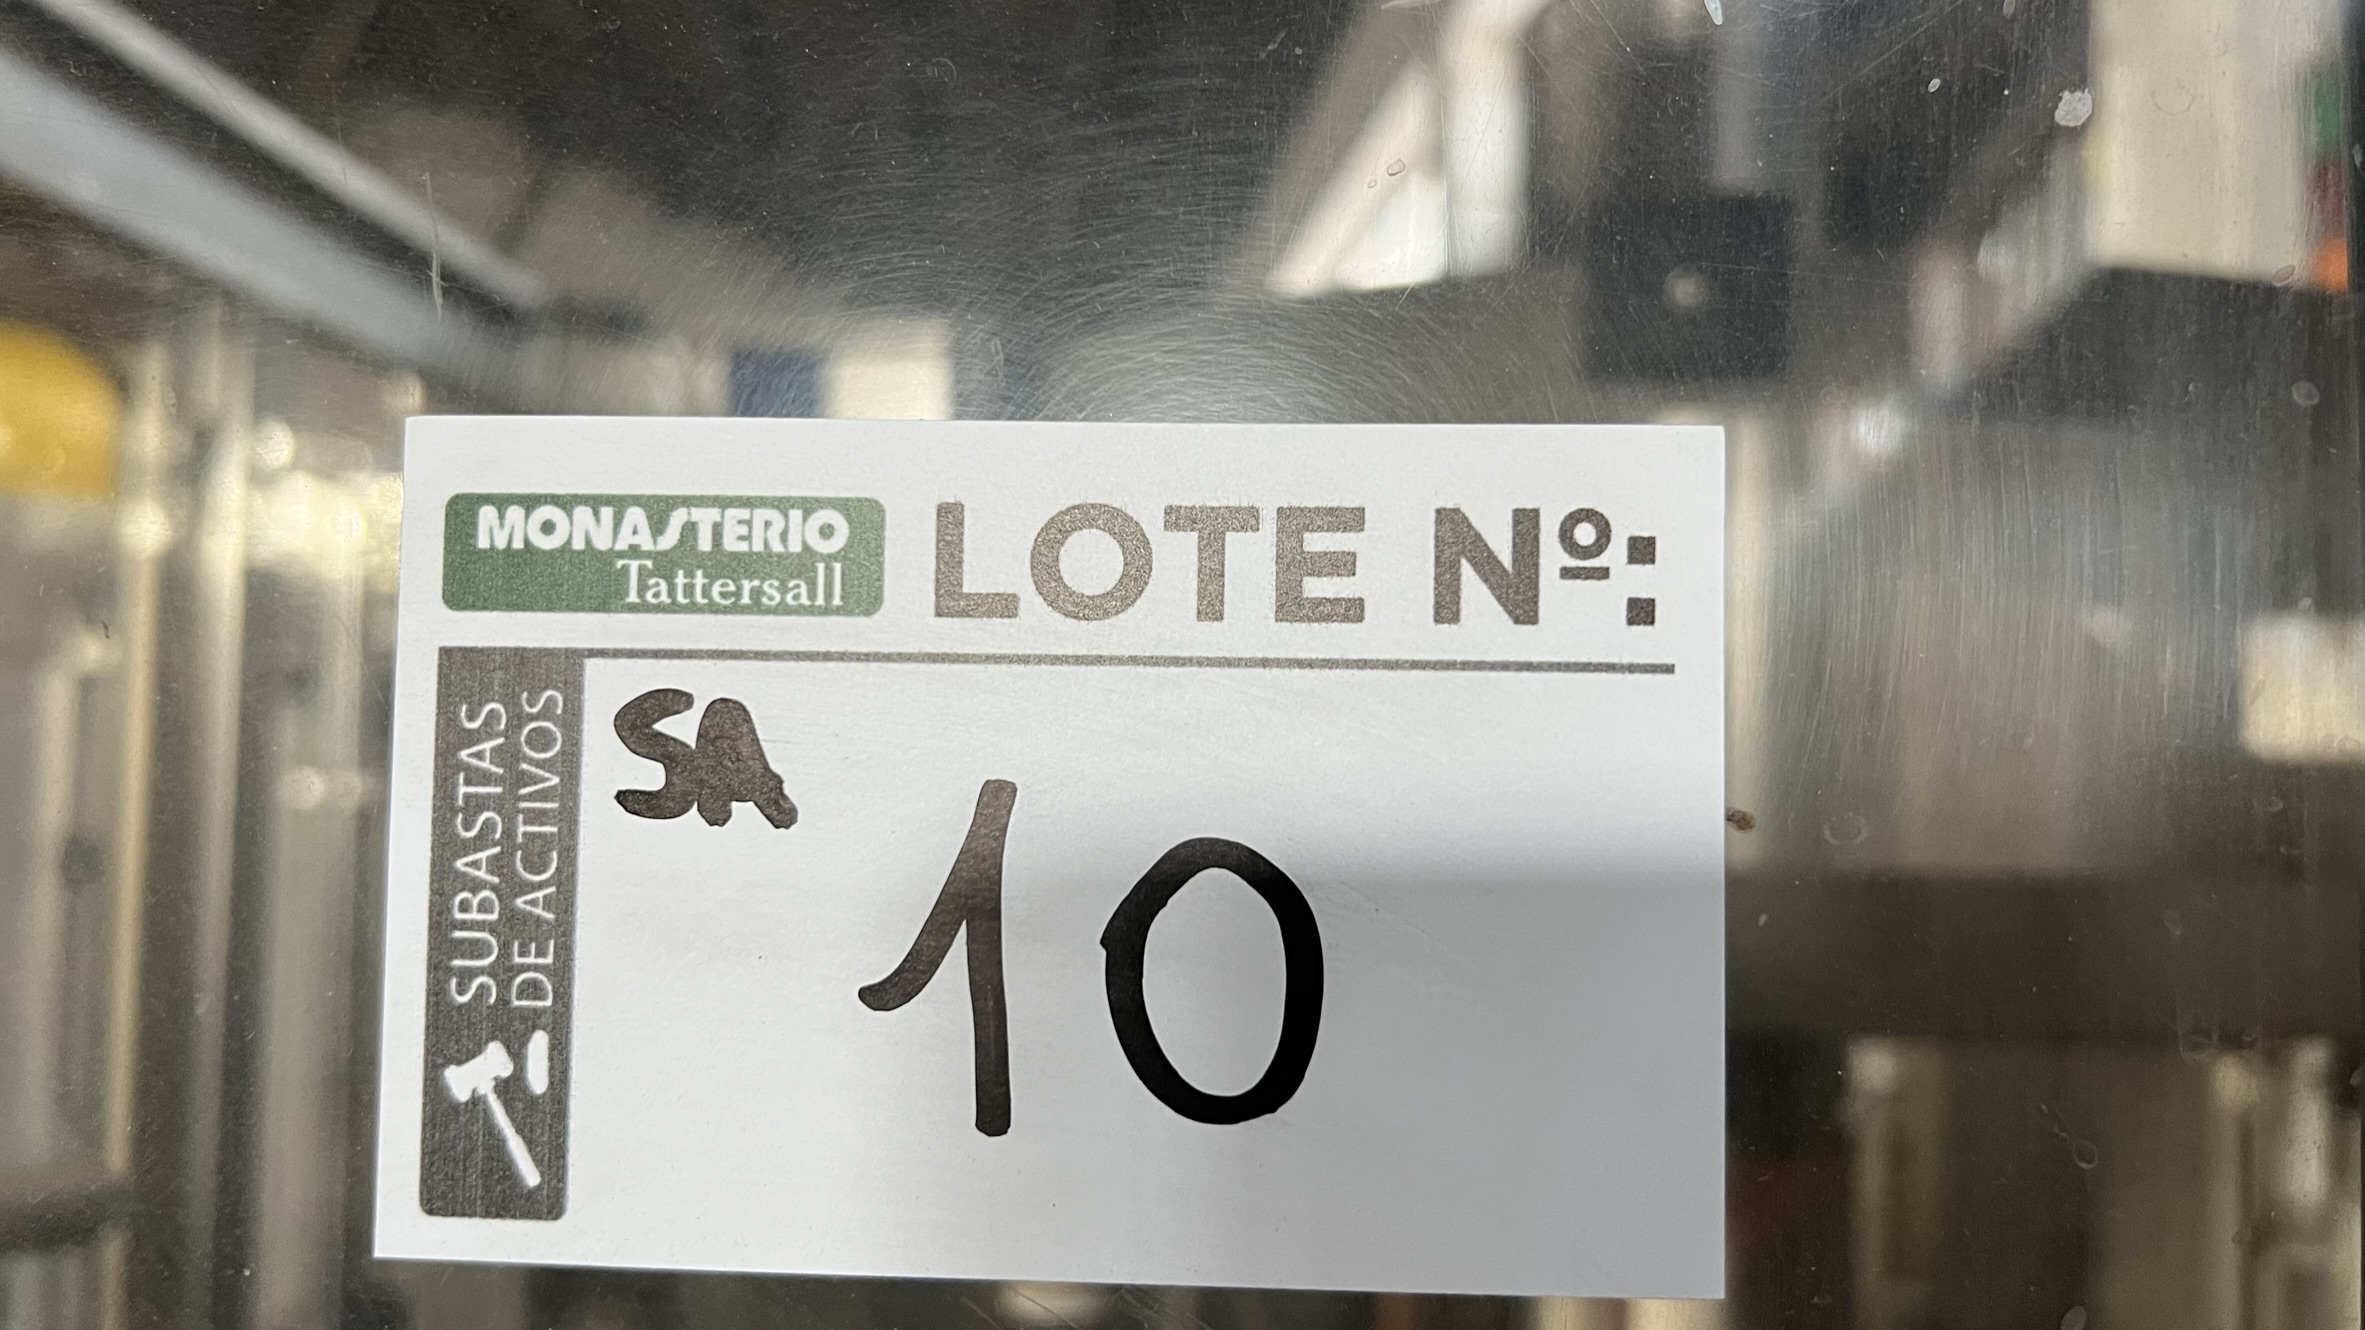 MONASTERIO
Tattersall
LOTE Nº:
SUBASTAS
DE ACTIVOS
SA
10